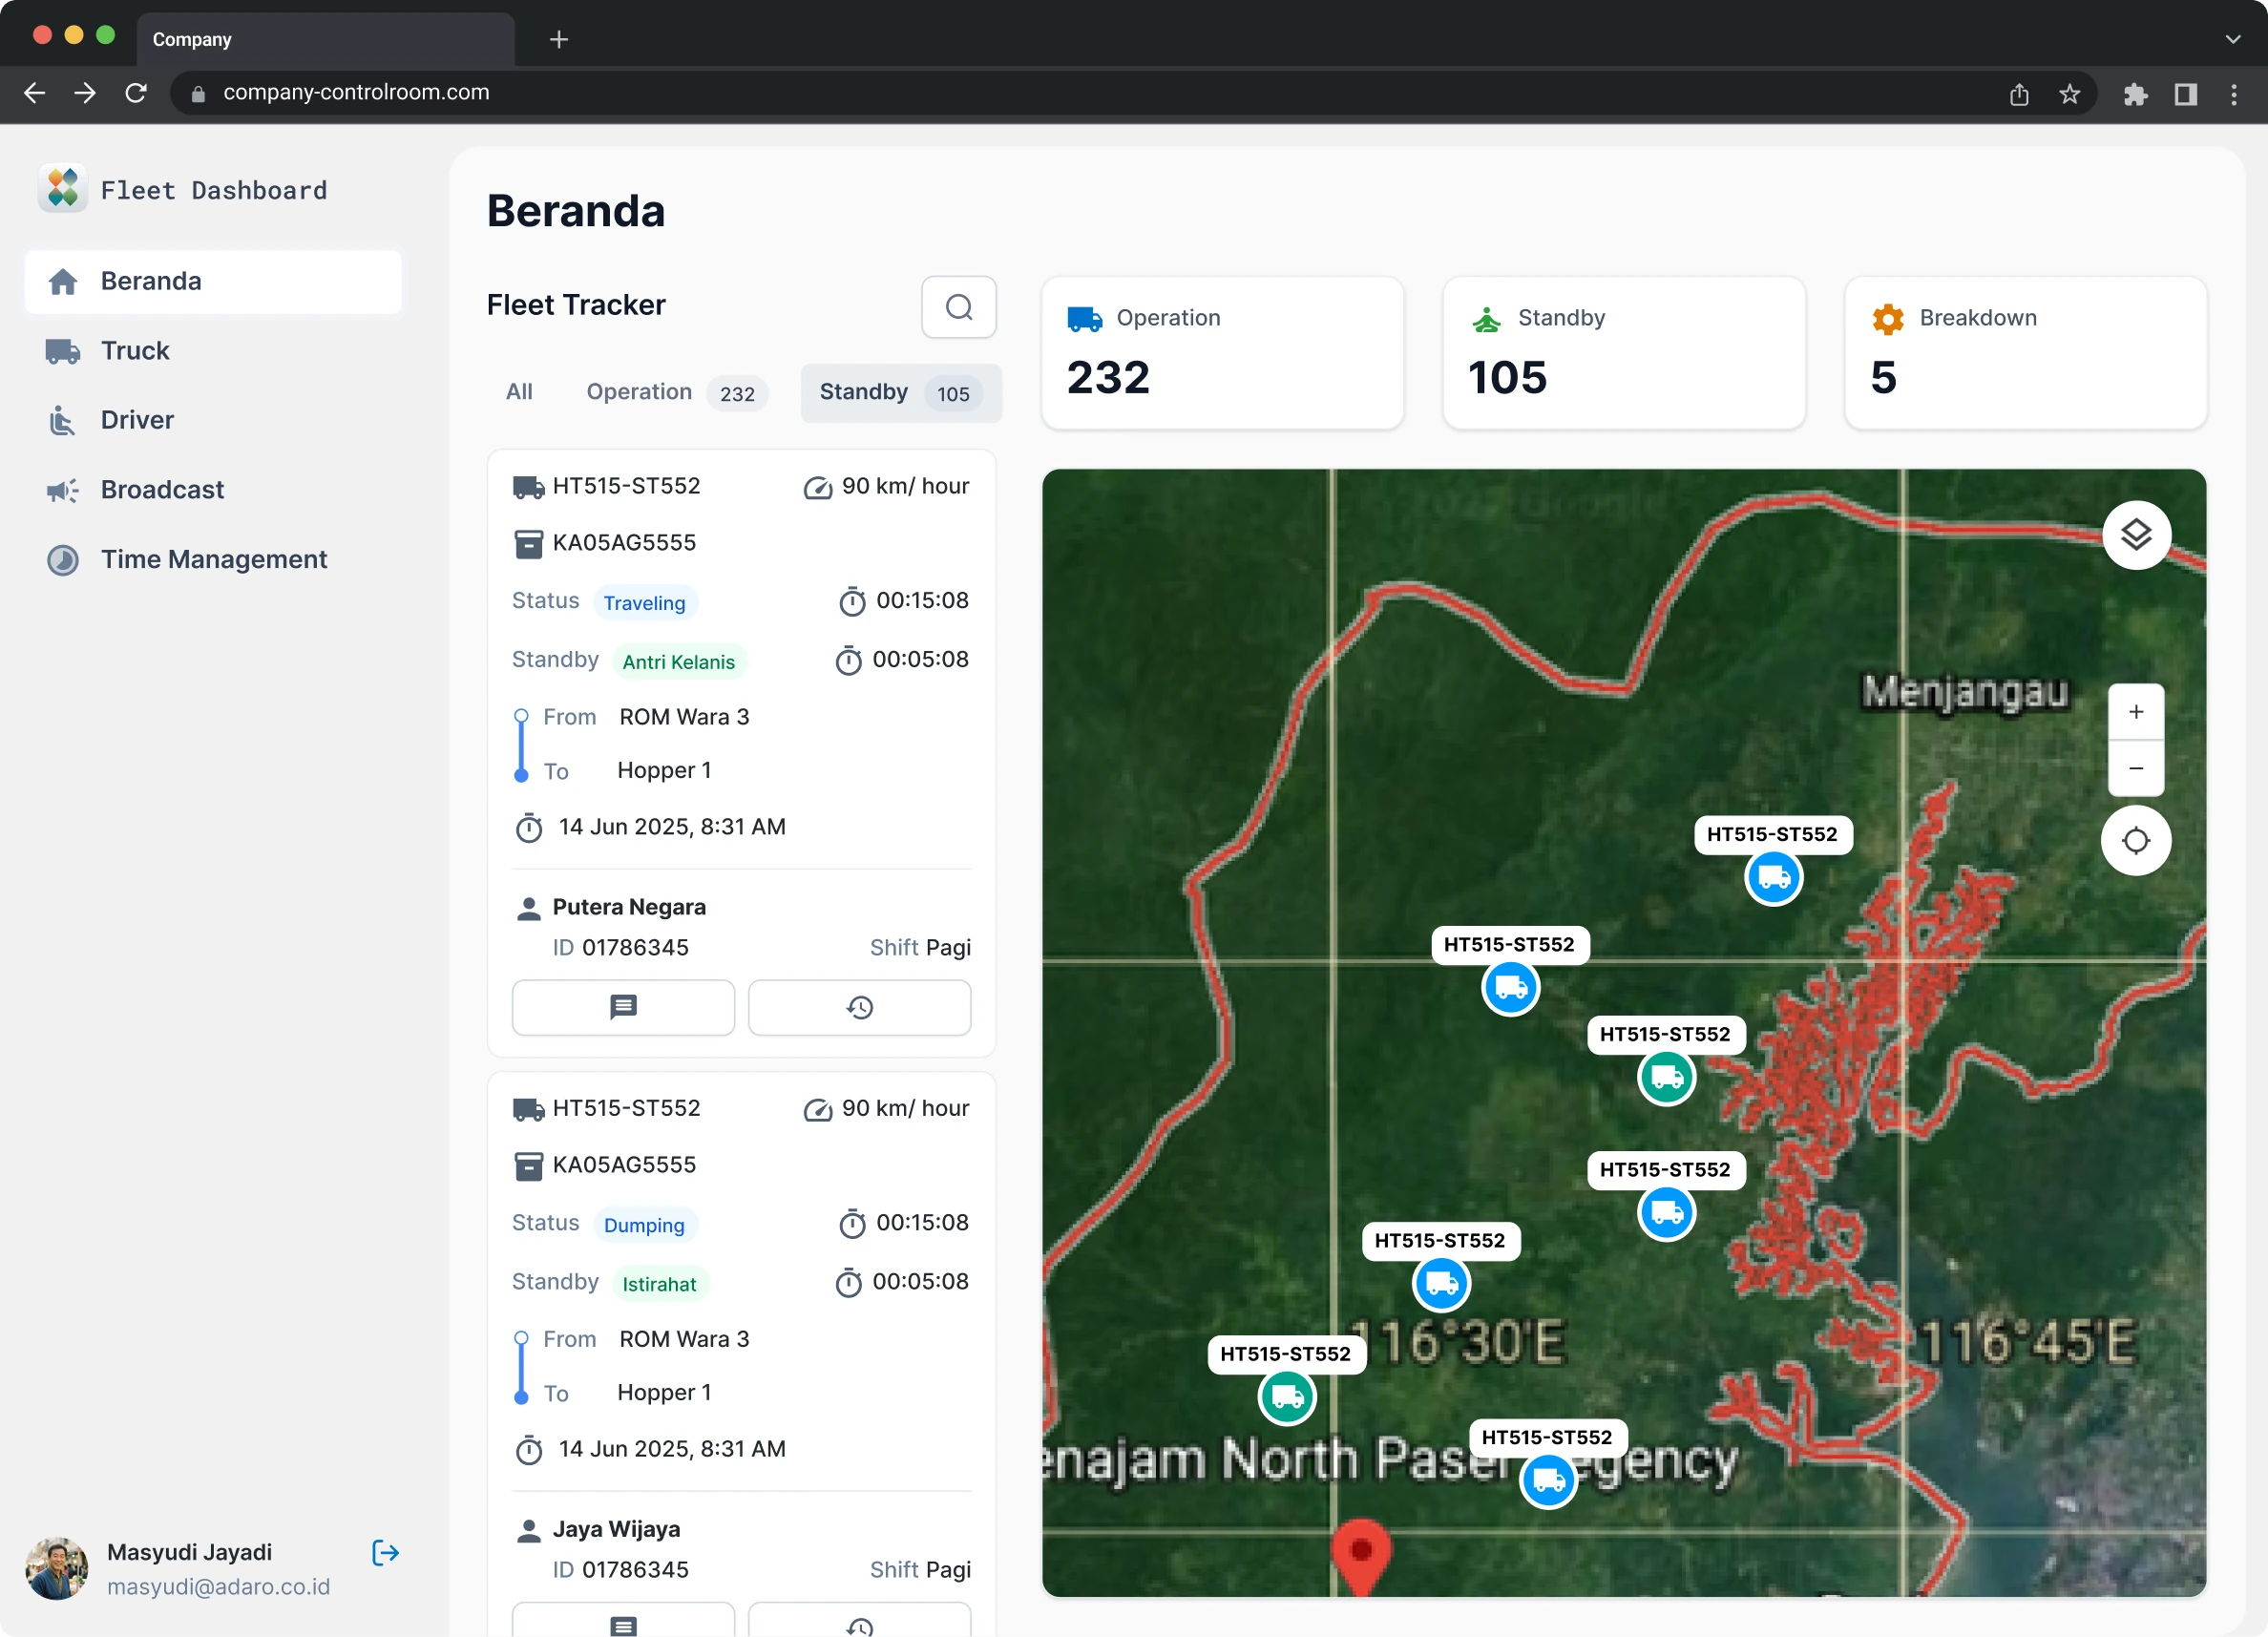 Company
company-controlroom.com
Fleet Dashboard
Beranda
Truck
Driver
Broadcast
Time Management
Masyudi Jayadi
masyudi@adaro.co.id
Beranda
Fleet Tracker
All Operation 232 Standby 105
HT515-ST552 90 km/ hour
KA05AG5555
Status Traveling 00:15:08
Standby Antri Kelanis 00:05:08
From ROM Wara 3
To Hopper 1
14 Jun 2025, 8:31 AM
Putera Negara
ID 01786345 Shift Pagi
HT515-ST552 90 km/ hour
KA05AG5555
Status Dumping 00:15:08
Standby Istirahat 00:05:08
From ROM Wara 3
To Hopper 1
14 Jun 2025, 8:31 AM
Jaya Wijaya
ID 01786345 Shift Pagi
Operation
232
Standby
105
Breakdown
5
Menjangau
+
−
HT515-ST552
HT515-ST552
HT515-ST552
HT515-ST552
HT515-ST552
116°30'E
116°45'E
HT515-ST552
HT515-ST552
enajam North Paser Regency